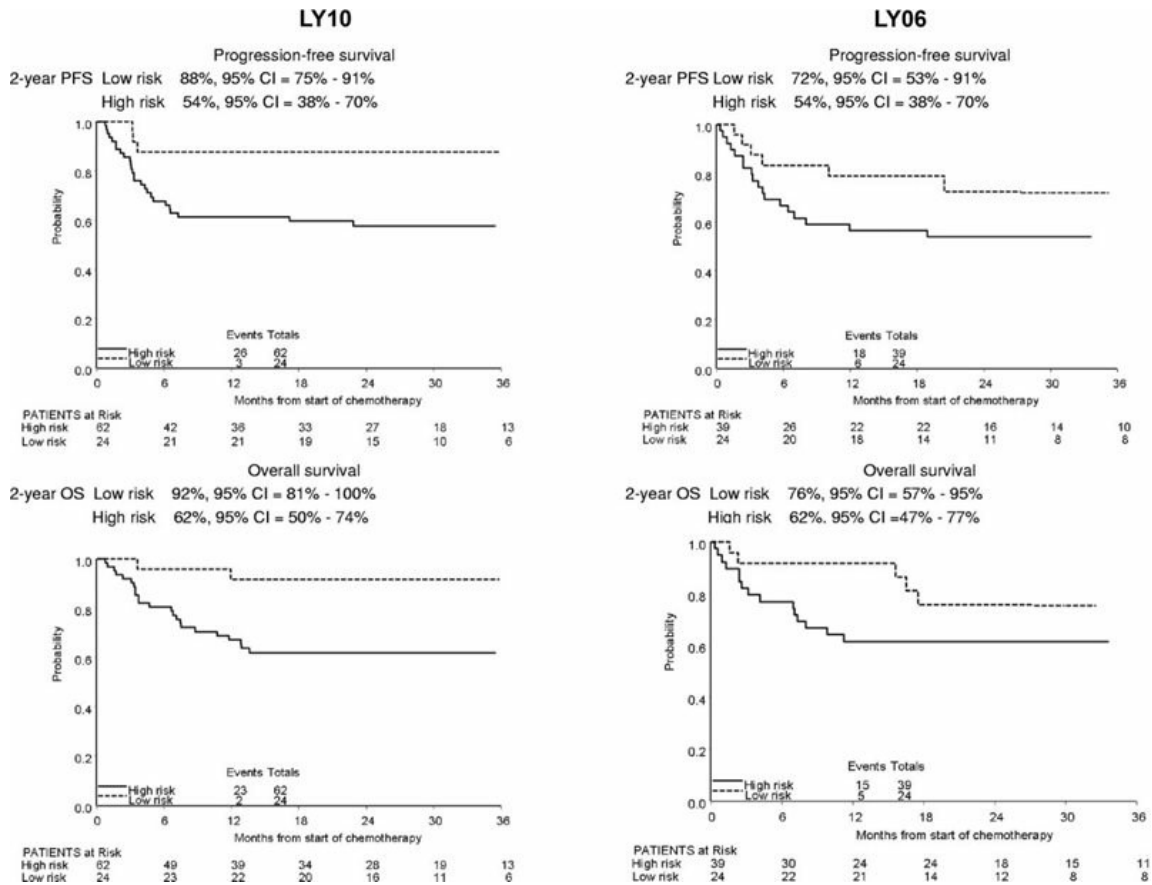 LY10
Progression-free survival
2-year PFS Low risk 88%, 95% CI = 75% - 91%
High risk 54%, 95% CI = 38% - 70%
1.0
0.8
0.6
0.4
0.2
0.0
Probability
Events Totals
High risk 26 62
Low risk 3 24
0 6 12 18 24 30 36
Months from start of chemotherapy
PATIENTS at Risk
High risk 62 42 36 33 27 18 13
Low risk 24 21 21 19 15 10 6
Overall survival
2-year OS Low risk 92%, 95% CI = 81% - 100%
High risk 62%, 95% CI = 50% - 74%
1.0
0.8
0.6
0.4
0.2
0.0
Probability
Events Totals
High risk 23 62
Low risk 2 24
0 6 12 18 24 30 36
Months from start of chemotherapy
PATIENTS at Risk
High risk 62 49 39 34 28 19 13
Low risk 24 23 22 20 16 11 6
LY06
Progression-free survival
2-year PFS Low risk 72%, 95% CI = 53% - 91%
High risk 54%, 95% CI = 38% - 70%
1.0
0.8
0.6
0.4
0.2
0.0
Probability
Events Totals
High risk 18 39
Low risk 6 24
0 6 12 18 24 30 36
Months from start of chemotherapy
PATIENTS at Risk
High risk 39 26 22 22 16 14 10
Low risk 24 20 18 14 11 8 8
Overall survival
2-year OS Low risk 76%, 95% CI = 57% - 95%
High risk 62%. 95% CI =47% - 77%
1.0
0.8
0.6
0.4
0.2
0.0
Probability
Events Totals
High risk 15 39
Low risk 5 24
0 6 12 18 24 30 36
Months from start of chemotherapy
PATIENTS at Risk
High risk 39 30 24 24 18 15 11
Low risk 24 22 21 14 12 8 8